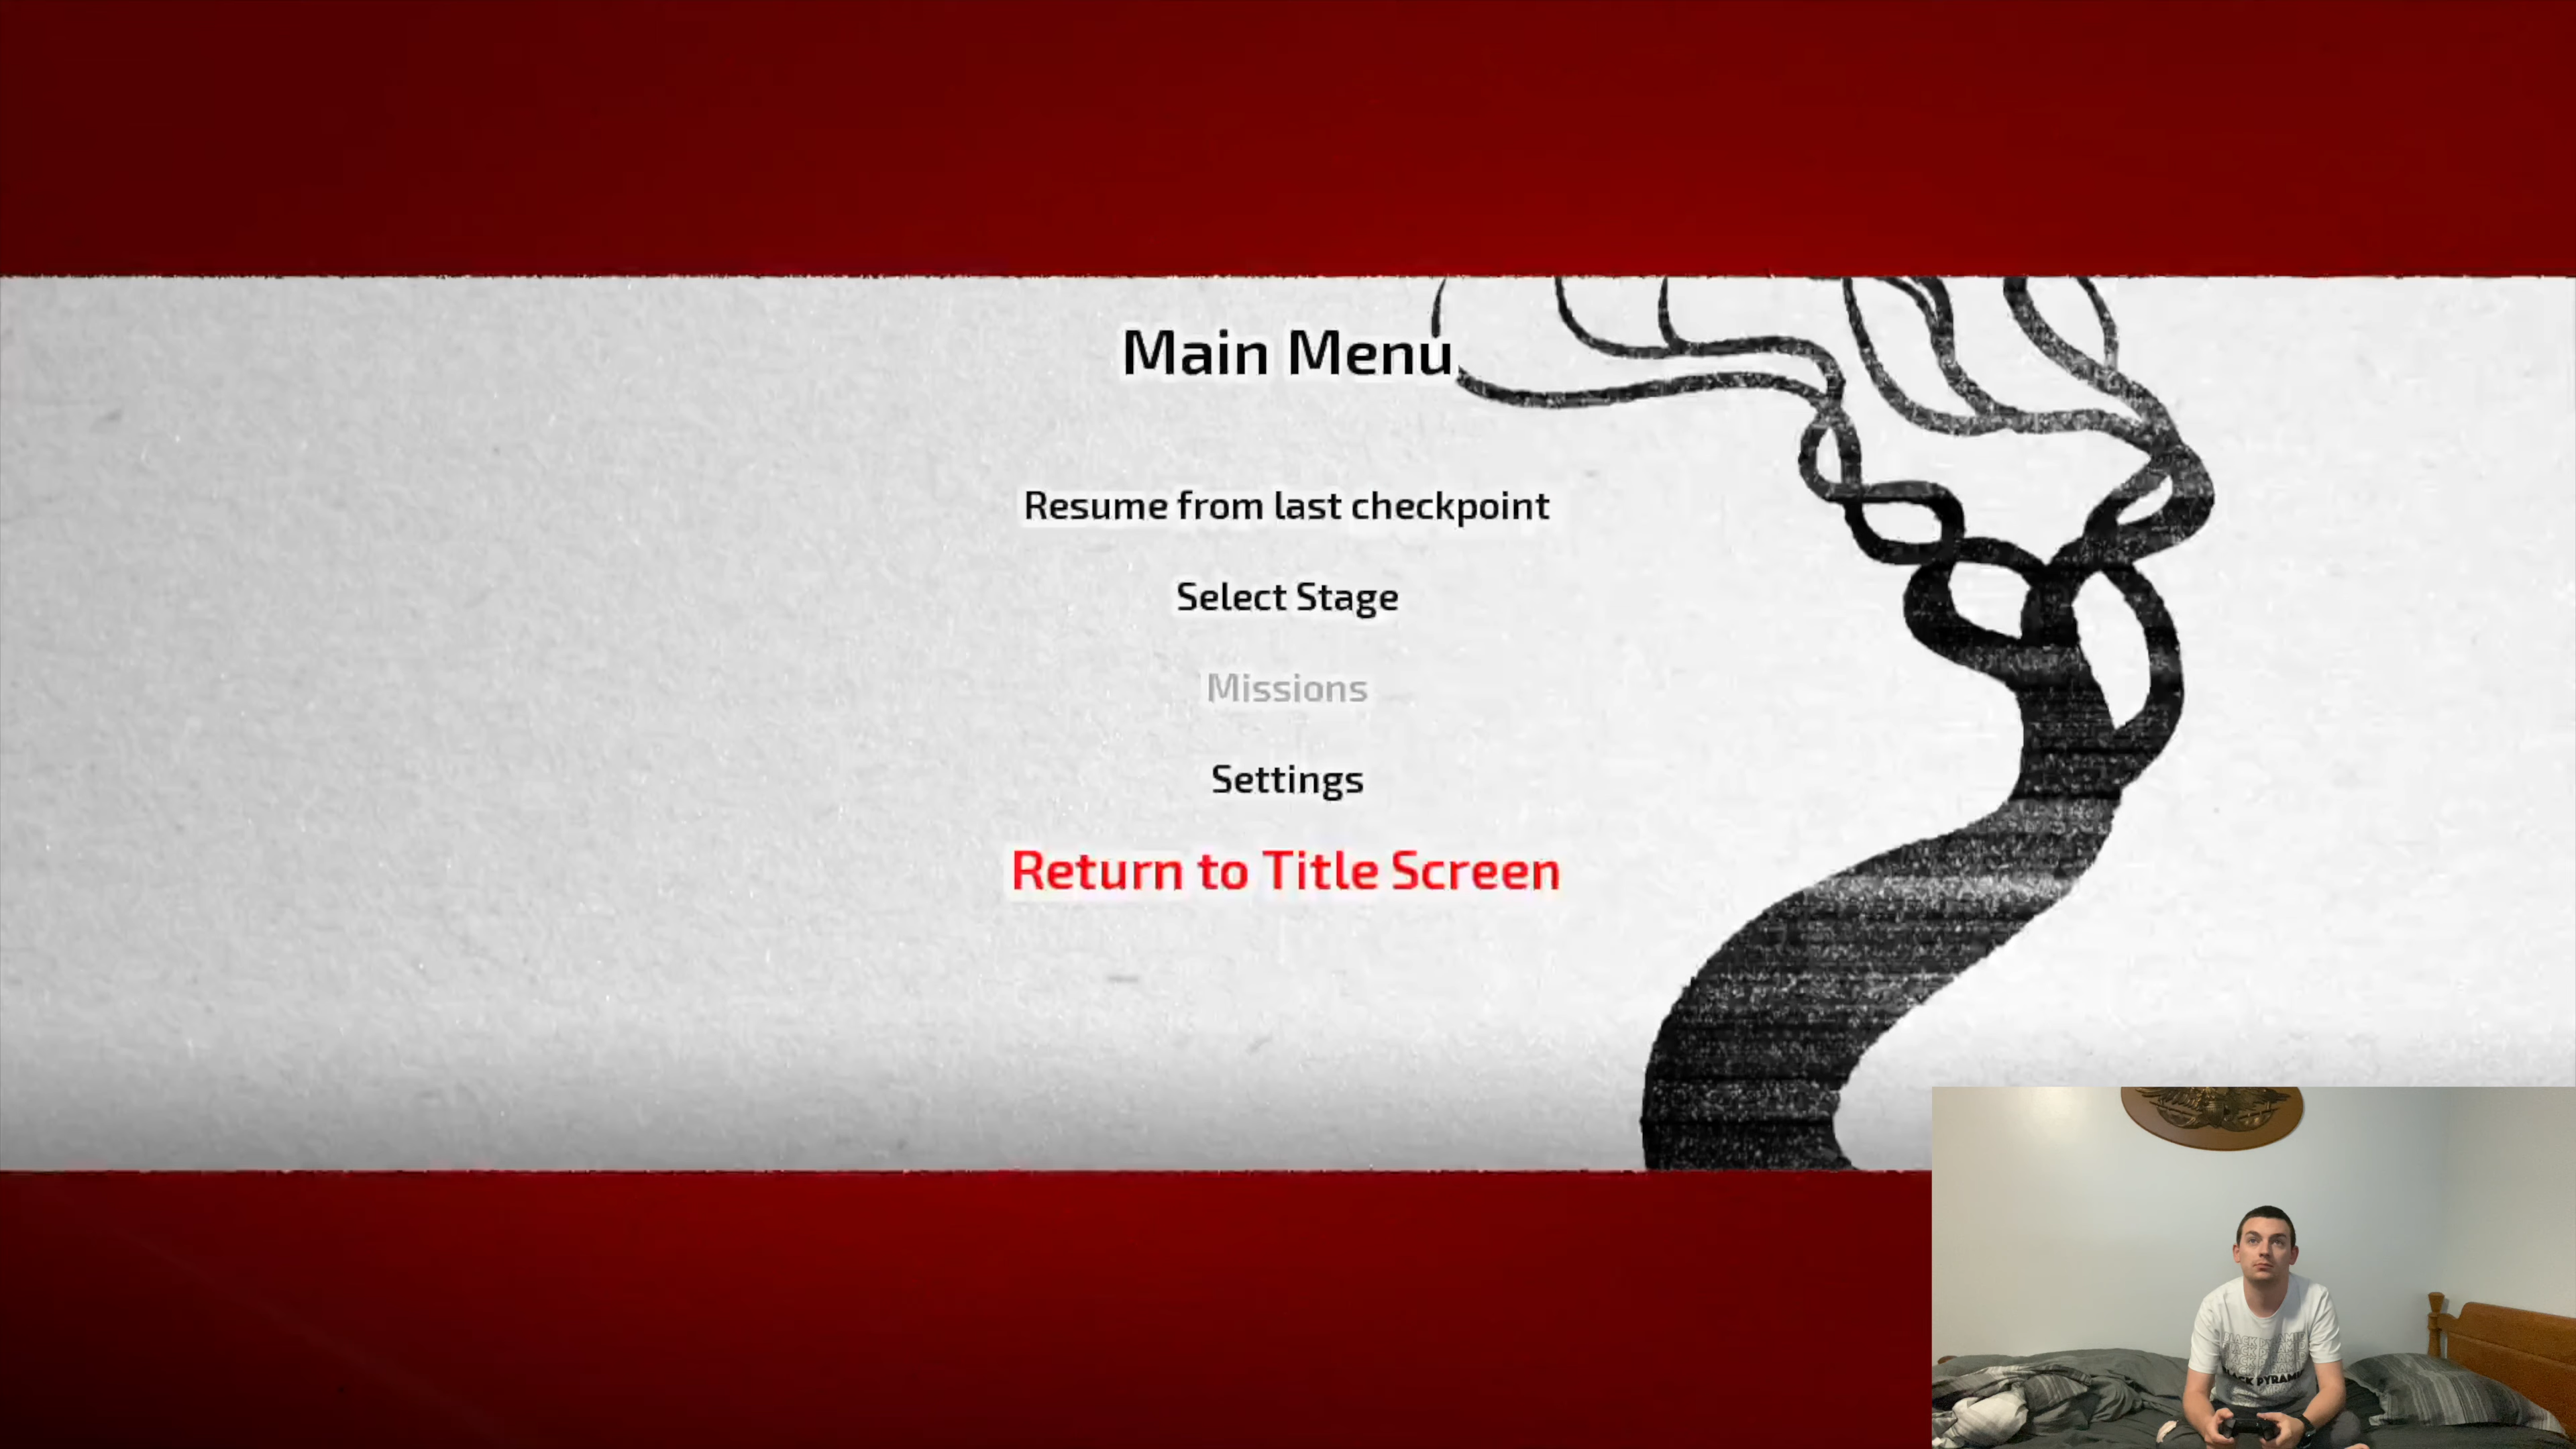 Main Menu
Resume from last checkpoint
Select Stage
Missions
Settings
Return to Title Screen